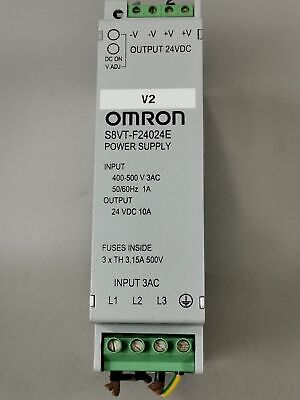 -V -V +V +V
OUTPUT 24VDC
DC ON
V.ADJ
V2
OMRON
S8VT-F24024E
POWER SUPPLY
INPUT
400-500 V 3AC
50/60Hz 1A
OUTPUT
24 VDC 10A
FUSES INSIDE
3 x TH 3.15A 500V
INPUT 3AC
L1 L2 L3